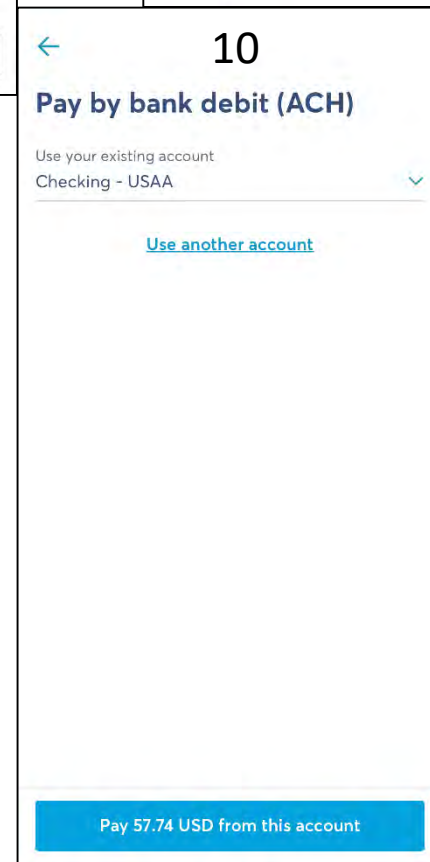 10
Pay by bank debit (ACH)
Use your existing account
Checking - USAA
Use another account
Pay 57.74 USD from this account